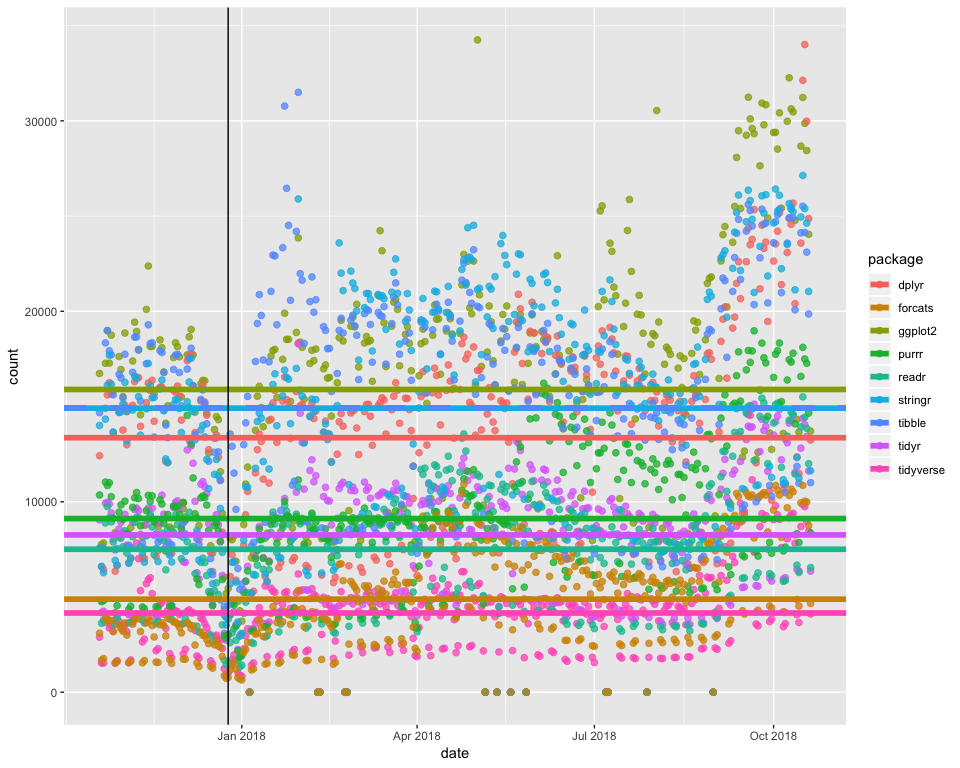 count
30000
20000
10000
0
Jan 2018
Apr 2018
Jul 2018
Oct 2018
date
package
dplyr
forcats
ggplot2
purrr
readr
stringr
tibble
tidyr
tidyverse